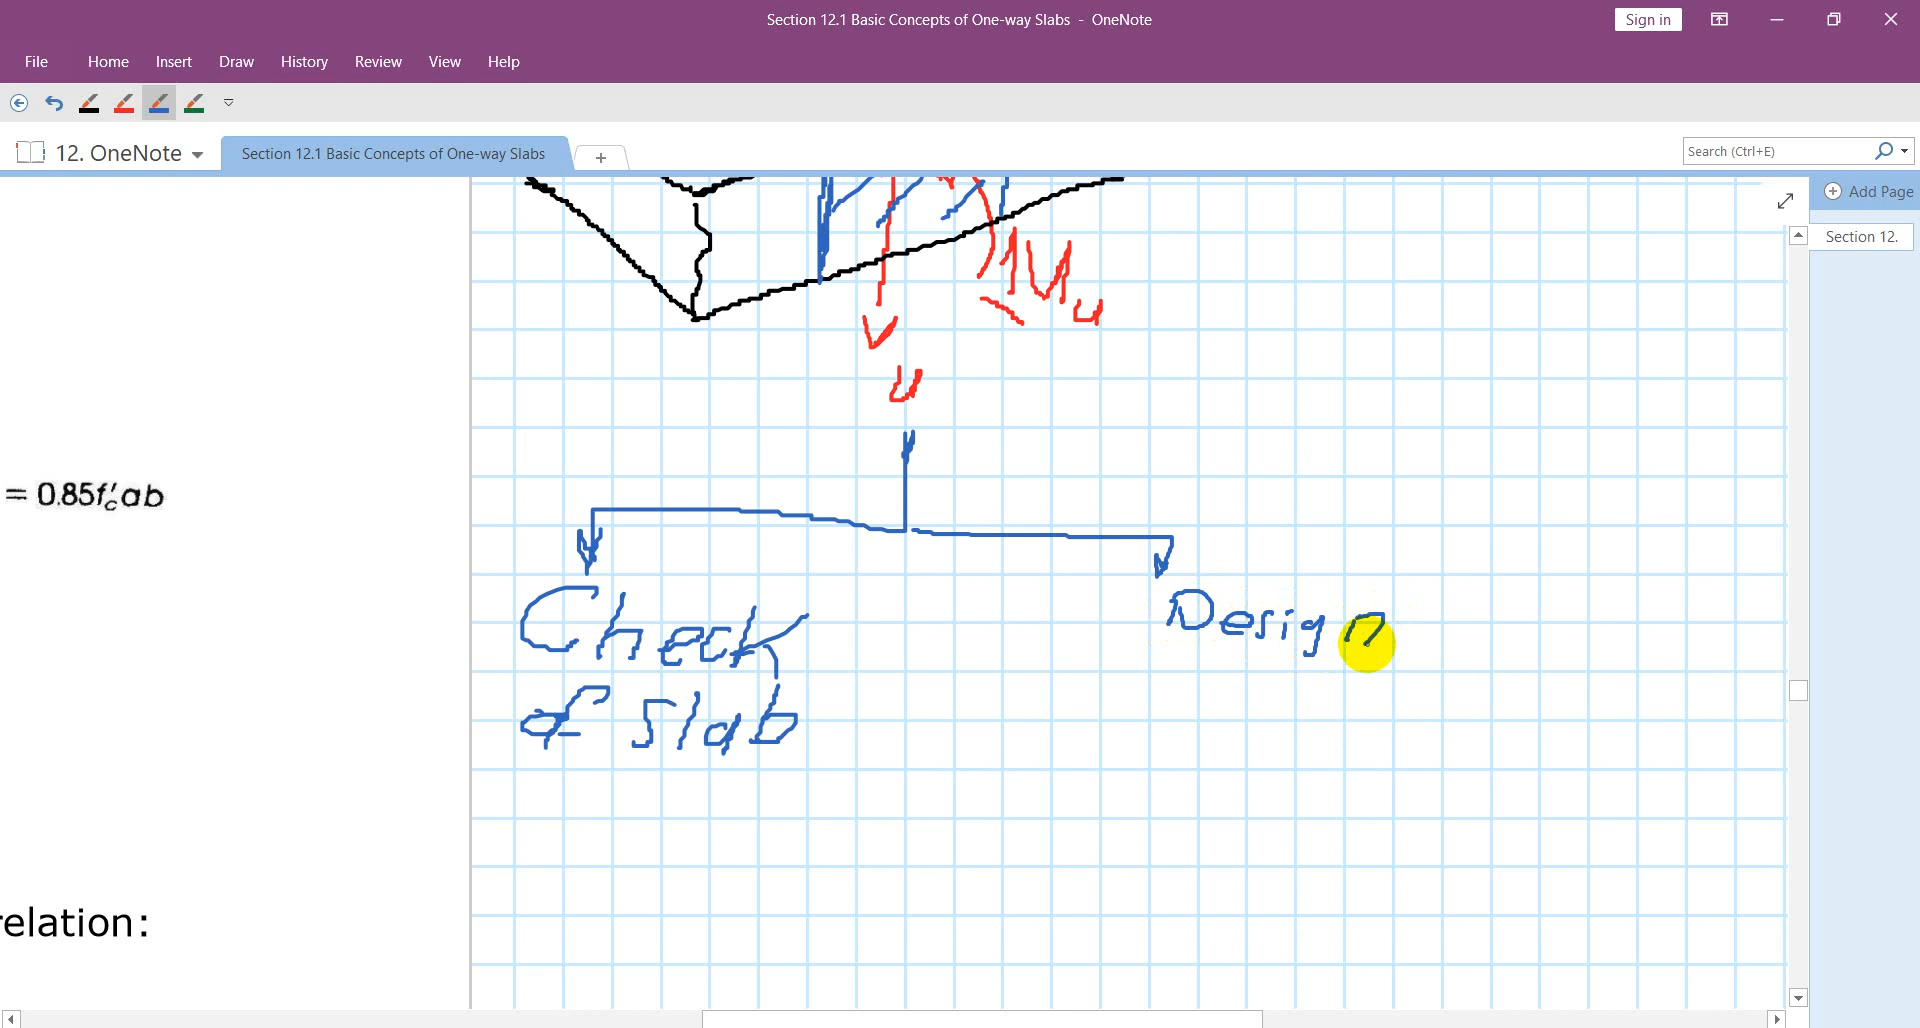 Section 12.1 Basic Concepts of One-way Slabs - OneNote
Sign in
File Home Insert Draw History Review View Help
12. OneNote
Section 12.1 Basic Concepts of One-way Slabs
Search (Ctrl+E)
Add Page
Section 12.
Mu
Vu
= 0.85f'c ab
Check
of Slab
Design
relation: